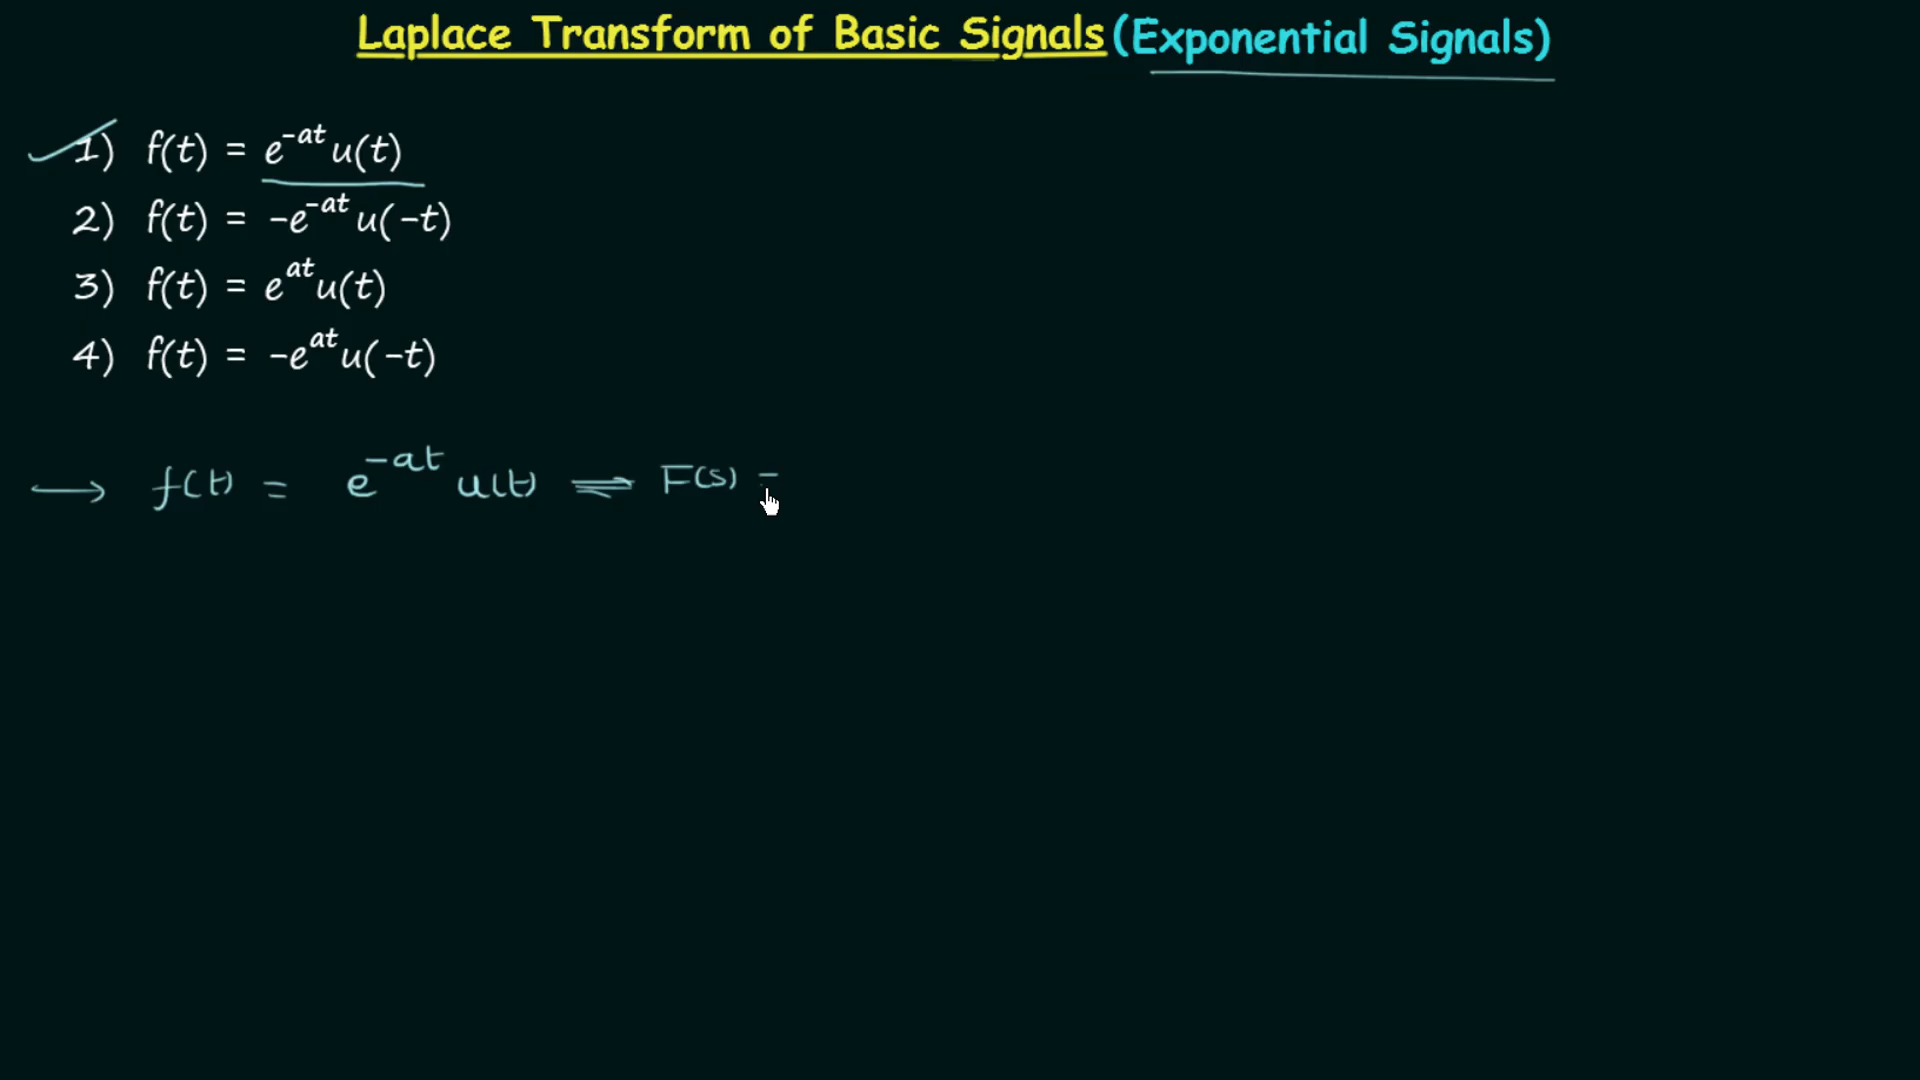 Laplace Transform of Basic Signals (Exponential Signals)
1) f(t) = e^{-at} u(t)
2) f(t) = -e^{-at} u(-t)
3) f(t) = e^{at} u(t)
4) f(t) = -e^{at} u(-t)
→ f(t) = e^{-at} u(t) ⇌ F(s) =